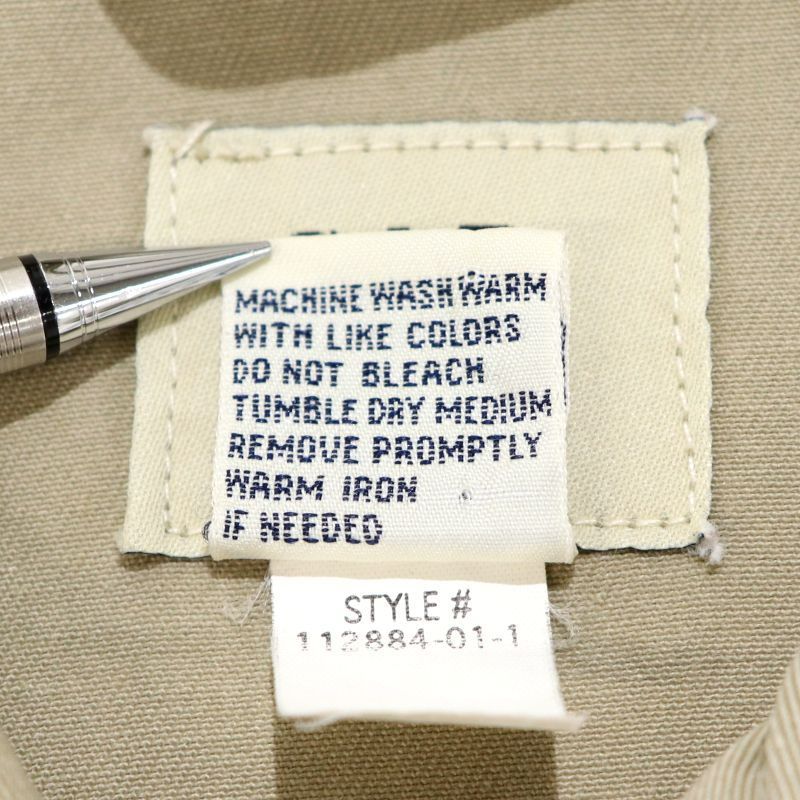 MACHINE WASH WARM
WITH LIKE COLORS
DO NOT BLEACH
TUMBLE DRY MEDIUM
REMOVE PROMPTLY
WARM IRON
IF NEEDED
STYLE #
112884-01-1